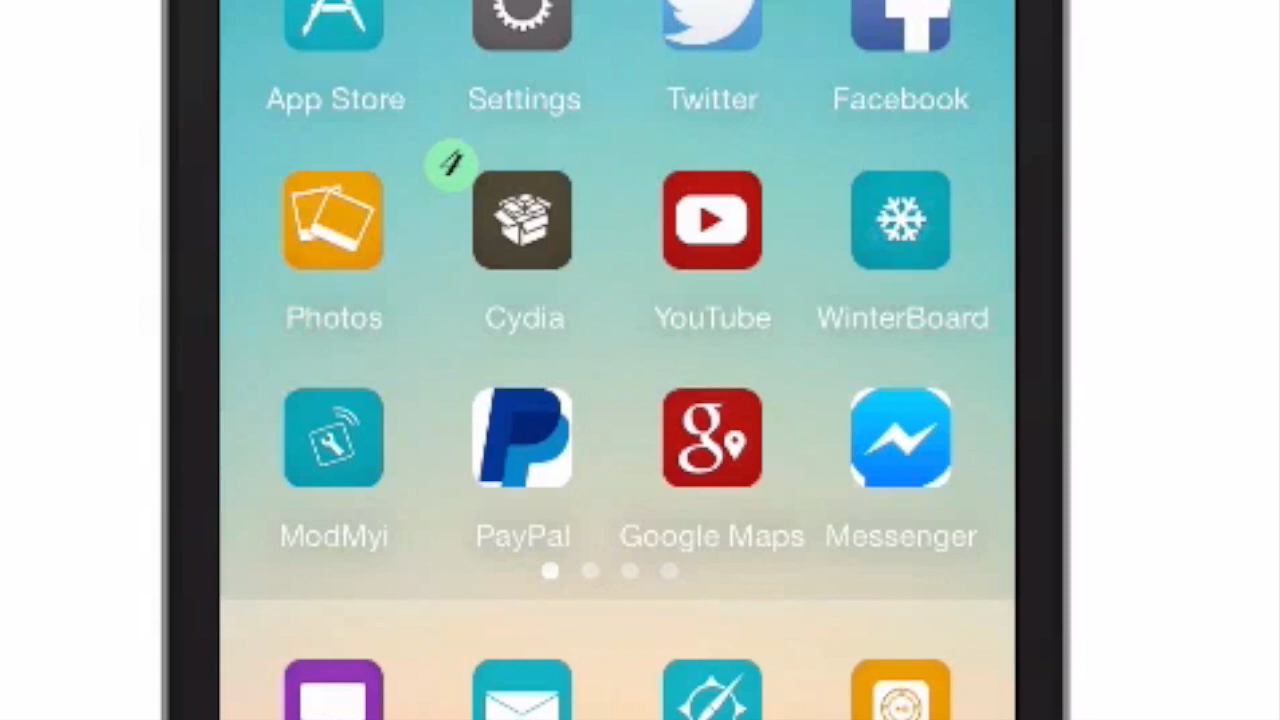 App Store Settings Twitter Facebook
Photos Cydia YouTube WinterBoard
ModMyi PayPal Google Maps Messenger